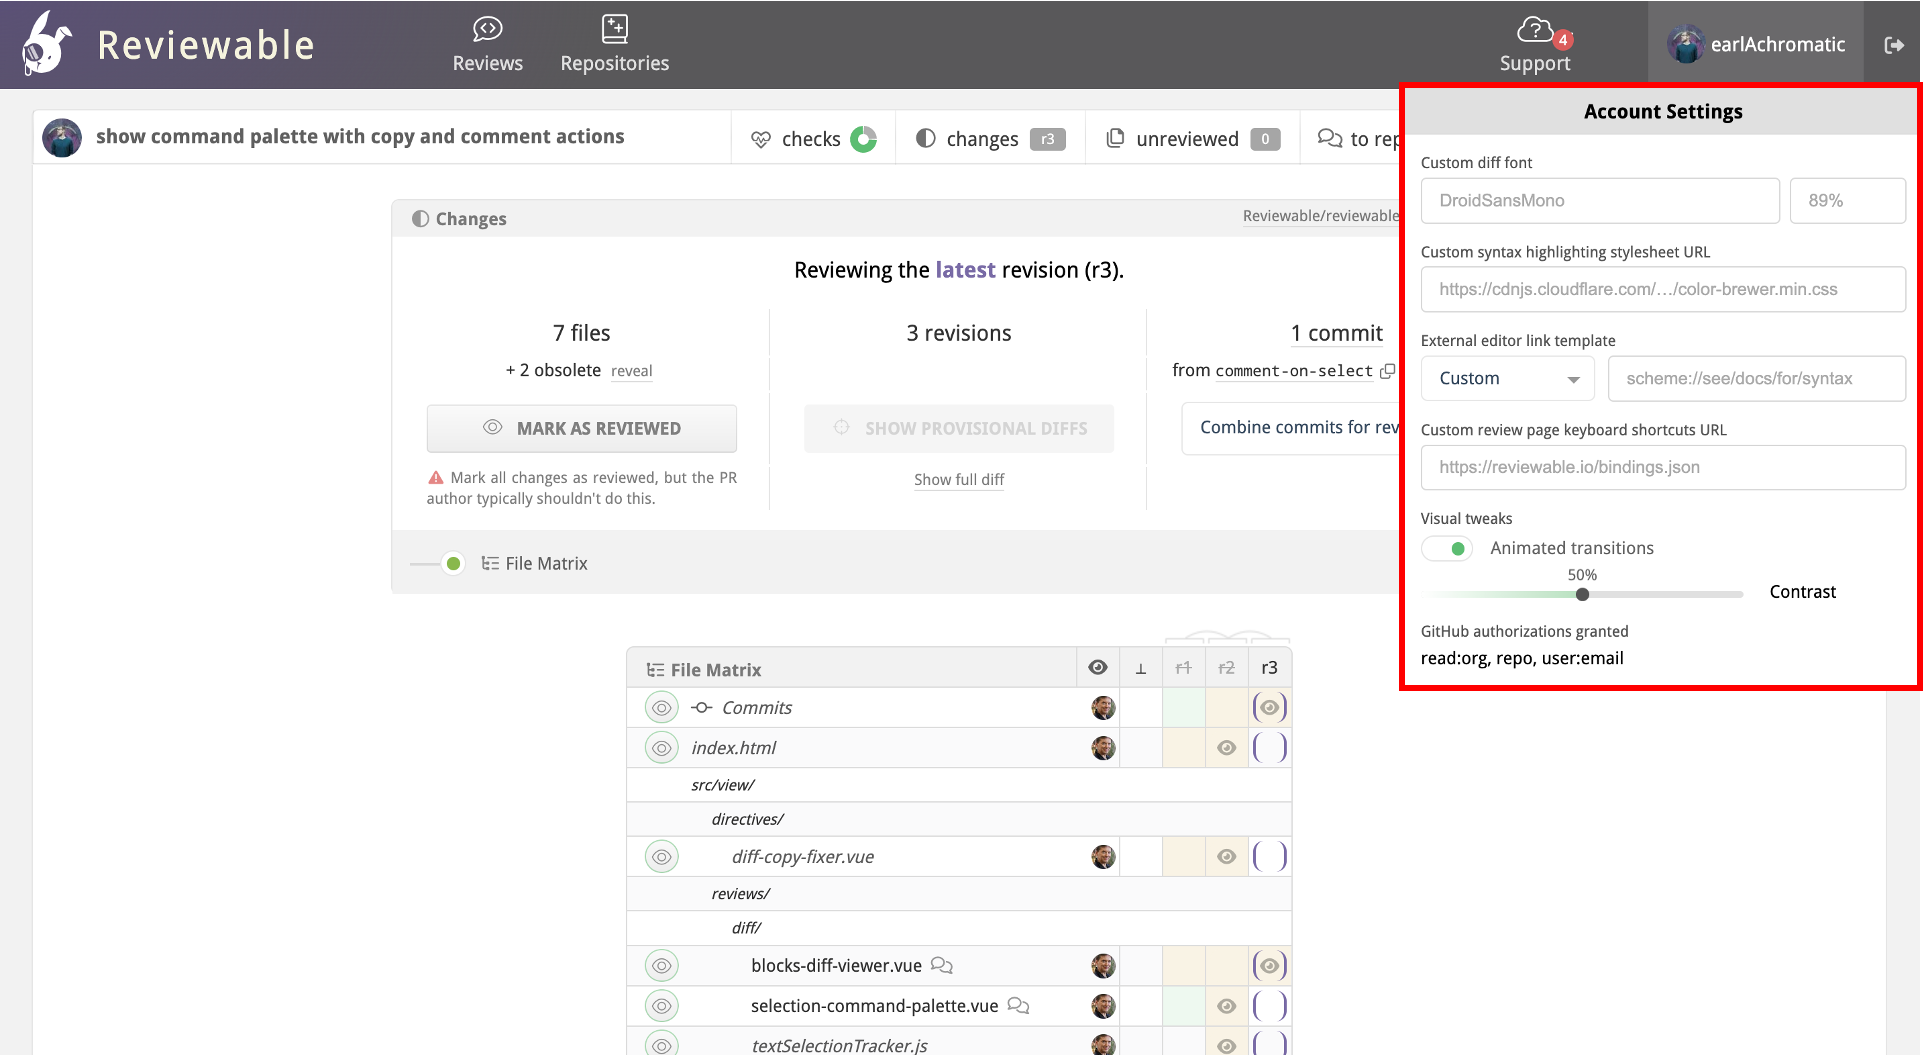 Reviewable
Reviews
Repositories
4
Support
earlAchromatic
Account Settings
show command palette with copy and comment actions
checks
changes r3
unreviewed 0
to rep
Custom diff font
DroidSansMono
89%
Custom syntax highlighting stylesheet URL
https://cdnjs.cloudflare.com/…/color-brewer.min.css
External editor link template
Custom
scheme://see/docs/for/syntax
Custom review page keyboard shortcuts URL
https://reviewable.io/bindings.json
Visual tweaks
Animated transitions
50%
Contrast
GitHub authorizations granted
read:org, repo, user:email
Changes
Reviewable/reviewable
Reviewing the latest revision (r3).
7 files
+ 2 obsolete reveal
MARK AS REVIEWED
Mark all changes as reviewed, but the PR
author typically shouldn't do this.
3 revisions
SHOW PROVISIONAL DIFFS
Show full diff
1 commit
from comment-on-select
Combine commits for rev
File Matrix
File Matrix
⊥ r1 r2 r3
Commits
index.html
src/view/
directives/
diff-copy-fixer.vue
reviews/
diff/
blocks-diff-viewer.vue
selection-command-palette.vue
textSelectionTracker.js